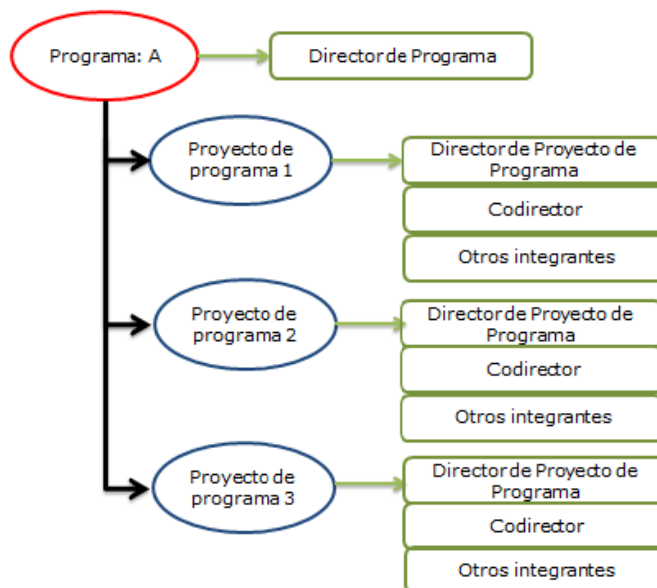 Programa: A
Director de Programa
Proyecto de
programa 1
Director de Proyecto de
Programa
Codirector
Otros integrantes
Proyecto de
programa 2
Director de Proyecto de
Programa
Codirector
Otros integrantes
Proyecto de
programa 3
Director de Proyecto de
Programa
Codirector
Otros integrantes